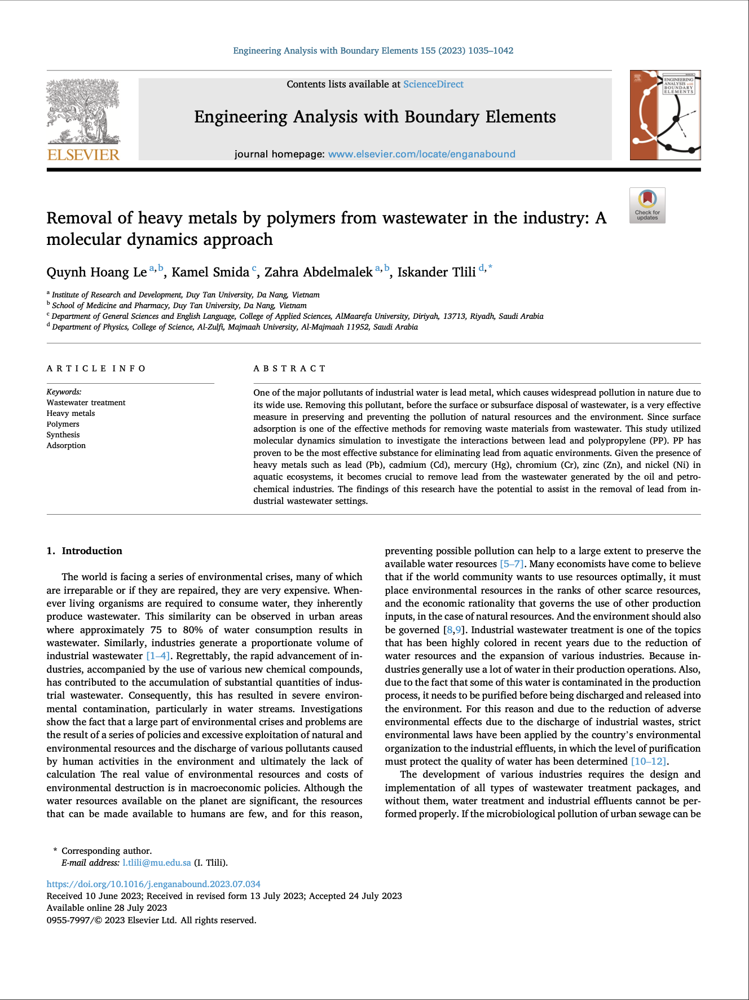 Engineering Analysis with Boundary Elements 155 (2023) 1035–1042
Contents lists available at ScienceDirect
Engineering Analysis with Boundary Elements
journal homepage: www.elsevier.com/locate/enganabound
ELSEVIER
ENGINEERING
ANALYSIS with
BOUNDARY
ELEMENTS
Check for
updates
Removal of heavy metals by polymers from wastewater in the industry: A
molecular dynamics approach
Quynh Hoang Le a,b, Kamel Smida c, Zahra Abdelmalek a,b, Iskander Tlili d,*
a Institute of Research and Development, Duy Tan University, Da Nang, Vietnam
b School of Medicine and Pharmacy, Duy Tan University, Da Nang, Vietnam
c Department of General Sciences and English Language, College of Applied Sciences, AlMaarefa University, Diriyah, 13713, Riyadh, Saudi Arabia
d Department of Physics, College of Science, Al-Zulfi, Majmaah University, Al-Majmaah 11952, Saudi Arabia
ARTICLE INFO
Keywords:
Wastewater treatment
Heavy metals
Polymers
Synthesis
Adsorption
ABSTRACT
One of the major pollutants of industrial water is lead metal, which causes widespread pollution in nature due to
its wide use. Removing this pollutant, before the surface or subsurface disposal of wastewater, is a very effective
measure in preserving and preventing the pollution of natural resources and the environment. Since surface
adsorption is one of the effective methods for removing waste materials from wastewater. This study utilized
molecular dynamics simulation to investigate the interactions between lead and polypropylene (PP). PP has
proven to be the most effective substance for eliminating lead from aquatic environments. Given the presence of
heavy metals such as lead (Pb), cadmium (Cd), mercury (Hg), chromium (Cr), zinc (Zn), and nickel (Ni) in
aquatic ecosystems, it becomes crucial to remove lead from the wastewater generated by the oil and petro-
chemical industries. The findings of this research have the potential to assist in the removal of lead from in-
dustrial wastewater settings.
1. Introduction
The world is facing a series of environmental crises, many of which
are irreparable or if they are repaired, they are very expensive. When-
ever living organisms are required to consume water, they inherently
produce wastewater. This similarity can be observed in urban areas
where approximately 75 to 80% of water consumption results in
wastewater. Similarly, industries generate a proportionate volume of
industrial wastewater [1–4]. Regrettably, the rapid advancement of in-
dustries, accompanied by the use of various new chemical compounds,
has contributed to the accumulation of substantial quantities of indus-
trial wastewater. Consequently, this has resulted in severe environ-
mental contamination, particularly in water streams. Investigations
show the fact that a large part of environmental crises and problems are
the result of a series of policies and excessive exploitation of natural and
environmental resources and the discharge of various pollutants caused
by human activities in the environment and ultimately the lack of
calculation The real value of environmental resources and costs of
environmental destruction is in macroeconomic policies. Although the
water resources available on the planet are significant, the resources
that can be made available to humans are few, and for this reason,
preventing possible pollution can help to a large extent to preserve the
available water resources [5–7]. Many economists have come to believe
that if the world community wants to use resources optimally, it must
place environmental resources in the ranks of other scarce resources,
and the economic rationality that governs the use of other production
inputs, in the case of natural resources. And the environment should also
be governed [8,9]. Industrial wastewater treatment is one of the topics
that has been highly colored in recent years due to the reduction of
water resources and the expansion of various industries. Because in-
dustries generally use a lot of water in their production operations. Also,
due to the fact that some of this water is contaminated in the production
process, it needs to be purified before being discharged and released into
the environment. For this reason and due to the reduction of adverse
environmental effects due to the discharge of industrial wastes, strict
environmental laws have been applied by the country's environmental
organization to the industrial effluents, in which the level of purification
must protect the quality of water has been determined [10–12].
The development of various industries requires the design and
implementation of all types of wastewater treatment packages, and
without them, water treatment and industrial effluents cannot be per-
formed properly. If the microbiological pollution of urban sewage can be
* Corresponding author.
E-mail address: l.tlili@mu.edu.sa (I. Tlili).
https://doi.org/10.1016/j.enganabound.2023.07.034
Received 10 June 2023; Received in revised form 13 July 2023; Accepted 24 July 2023
Available online 28 July 2023
0955-7997/© 2023 Elsevier Ltd. All rights reserved.